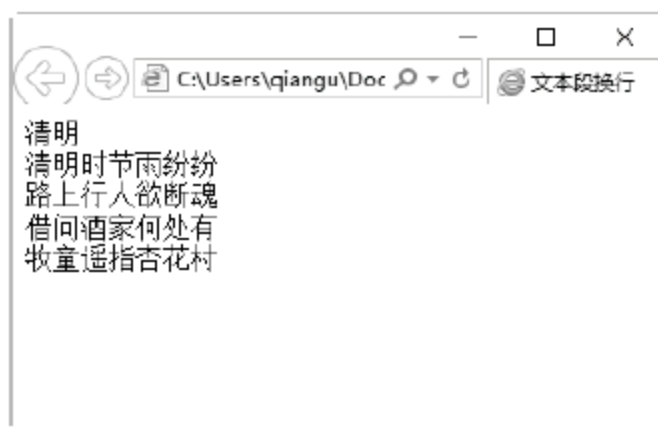 C:\Users\qiangu\Doc
文本段换行
清明
清明时节雨纷纷
路上行人欲断魂
借问酒家何处有
牧童遥指杏花村